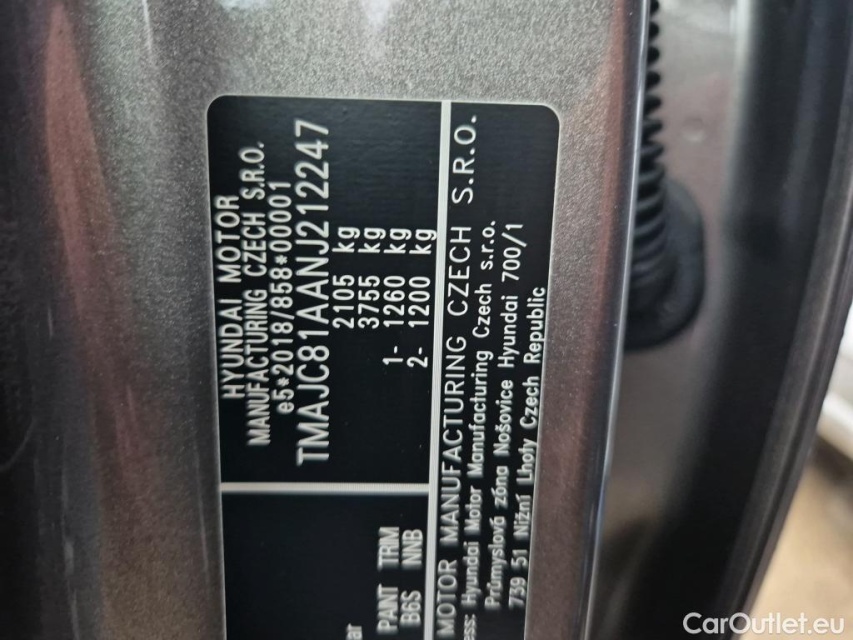 HYUNDAI MOTOR
MANUFACTURING CZECH S.R.O.
e5*2018/858*00001
TMAJC81AANJ212247
2105 kg
3755 kg
1- 1260 kg
2- 1200 kg
PAINT TRIM
B6S NNB
MOTOR MANUFACTURING CZECH S.R.O.
Hyundai Motor Manufacturing Czech s.r.o.
Průmyslová zóna Nošovice Hyundai 700/1
739 51 Nižní Lhoty Czech Republic
CarOutlet.eu